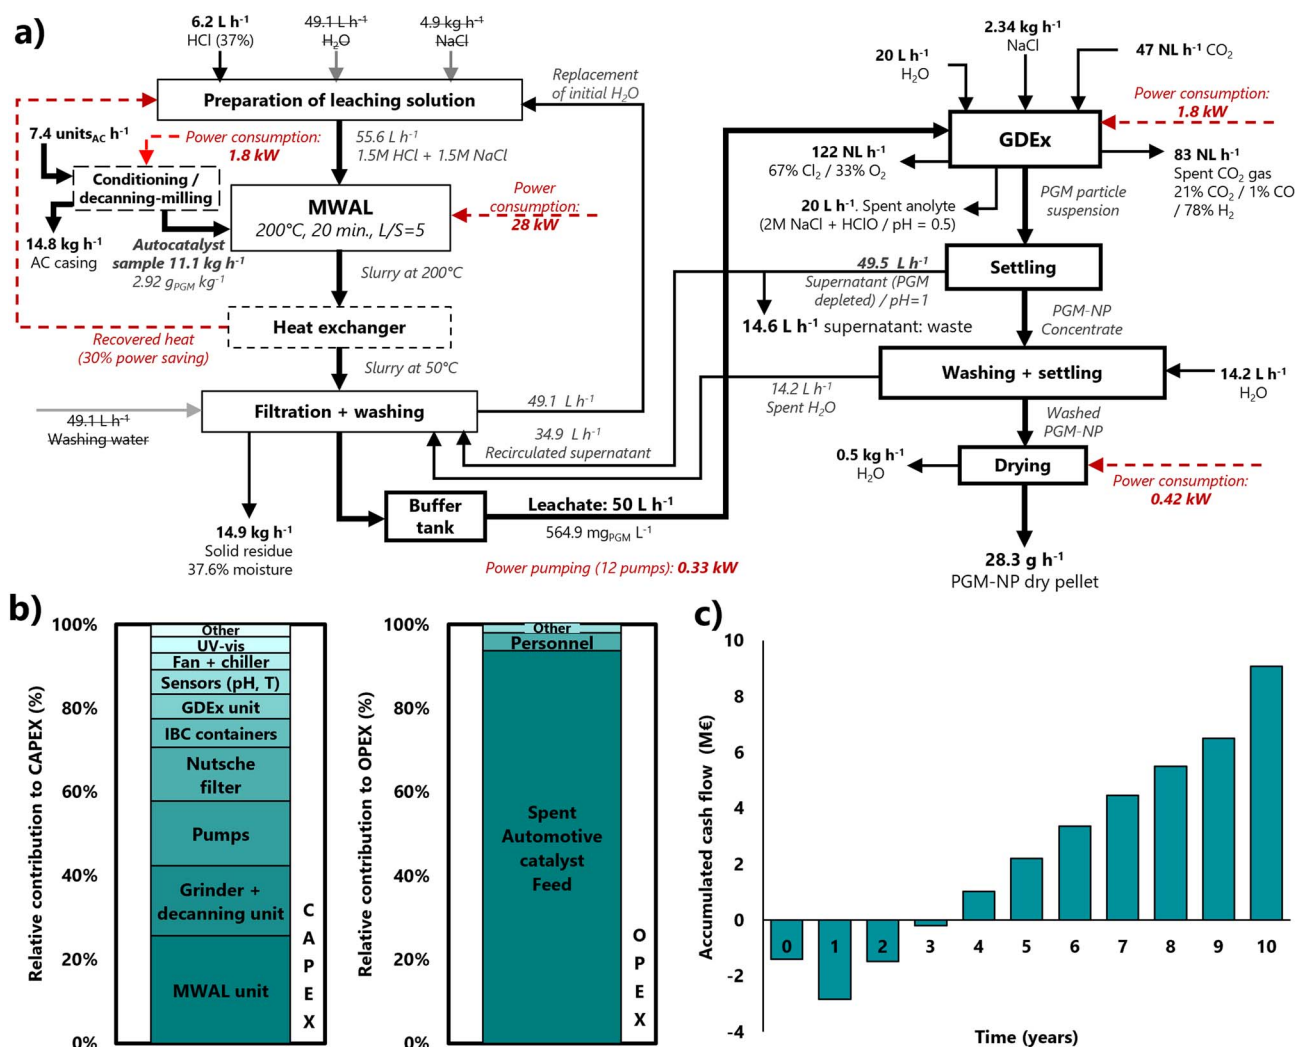 a)
6.2 L h⁻¹
HCl (37%)
49.1 L h⁻¹
H₂O
4.9 kg h⁻¹
NaCl
Preparation of leaching solution
Replacement
of initial H₂O
7.4 units_AC h⁻¹
Power consumption:
1.8 kW
55.6 L h⁻¹
1.5M HCl + 1.5M NaCl
Conditioning /
decanning-milling
MWAL
200°C, 20 min., L/S=5
Power
consumption:
28 kW
14.8 kg h⁻¹
AC casing
Autocatalyst
sample 11.1 kg h⁻¹
2.92 g_PGM kg⁻¹
Slurry at 200°C
Heat exchanger
Recovered heat
(30% power saving)
Slurry at 50°C
Filtration + washing
49.1 L h⁻¹
Washing water
49.1 L h⁻¹
34.9 L h⁻¹
Recirculated supernatant
14.9 kg h⁻¹
Solid residue
37.6% moisture
Buffer
tank
Leachate: 50 L h⁻¹
564.9 mg_PGM L⁻¹
Power pumping (12 pumps): 0.33 kW
20 L h⁻¹
H₂O
2.34 kg h⁻¹
NaCl
47 NL h⁻¹ CO₂
Power consumption:
1.8 kW
GDEx
122 NL h⁻¹
67% Cl₂ / 33% O₂
83 NL h⁻¹
Spent CO₂ gas
21% CO₂ / 1% CO
/ 78% H₂
20 L h⁻¹. Spent anolyte
(2M NaCl + HClO / pH = 0.5)
PGM particle
suspension
49.5 L h⁻¹
Supernatant (PGM
depleted) / pH=1
Settling
14.6 L h⁻¹ supernatant: waste
PGM-NP
Concentrate
Washing + settling
14.2 L h⁻¹
Spent H₂O
14.2 L h⁻¹
H₂O
Washed
PGM-NP
0.5 kg h⁻¹
H₂O
Drying
Power consumption:
0.42 kW
28.3 g h⁻¹
PGM-NP dry pellet
b)
Relative contribution to CAPEX (%)
100%
80%
60%
40%
20%
0%
Other
UV-vis
Fan + chiller
Sensors (pH, T)
GDEx unit
IBC containers
Nutsche
filter
Pumps
Grinder +
decanning unit
MWAL unit
CAPEX
Relative contribution to OPEX (%)
100%
80%
60%
40%
20%
0%
Other
Personnel
Spent
Automotive
catalyst
Feed
OPEX
c)
Accumulated cash flow (M€)
10
8
6
4
2
0
-2
-4
0 1 2 3 4 5 6 7 8 9 10
Time (years)